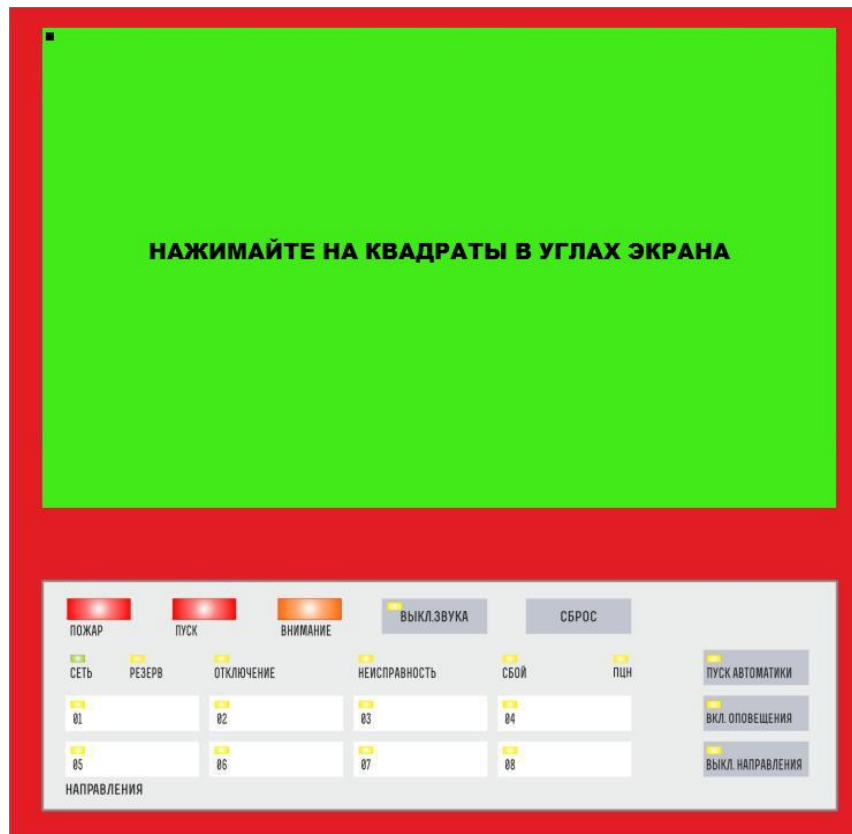 НАЖИМАЙТЕ НА КВАДРАТЫ В УГЛАХ ЭКРАНА
ПОЖАР ПУСК ВНИМАНИЕ ВЫКЛ.ЗВУКА СБРОС
СЕТЬ РЕЗЕРВ ОТКЛЮЧЕНИЕ НЕИСПРАВНОСТЬ СБОЙ ПЦН ПУСК АВТОМАТИКИ
01 02 03 04 ВКЛ. ОПОВЕЩЕНИЯ
05 06 07 08 ВЫКЛ. НАПРАВЛЕНИЯ
НАПРАВЛЕНИЯ